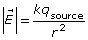 |E⃗| = kq_source / r²